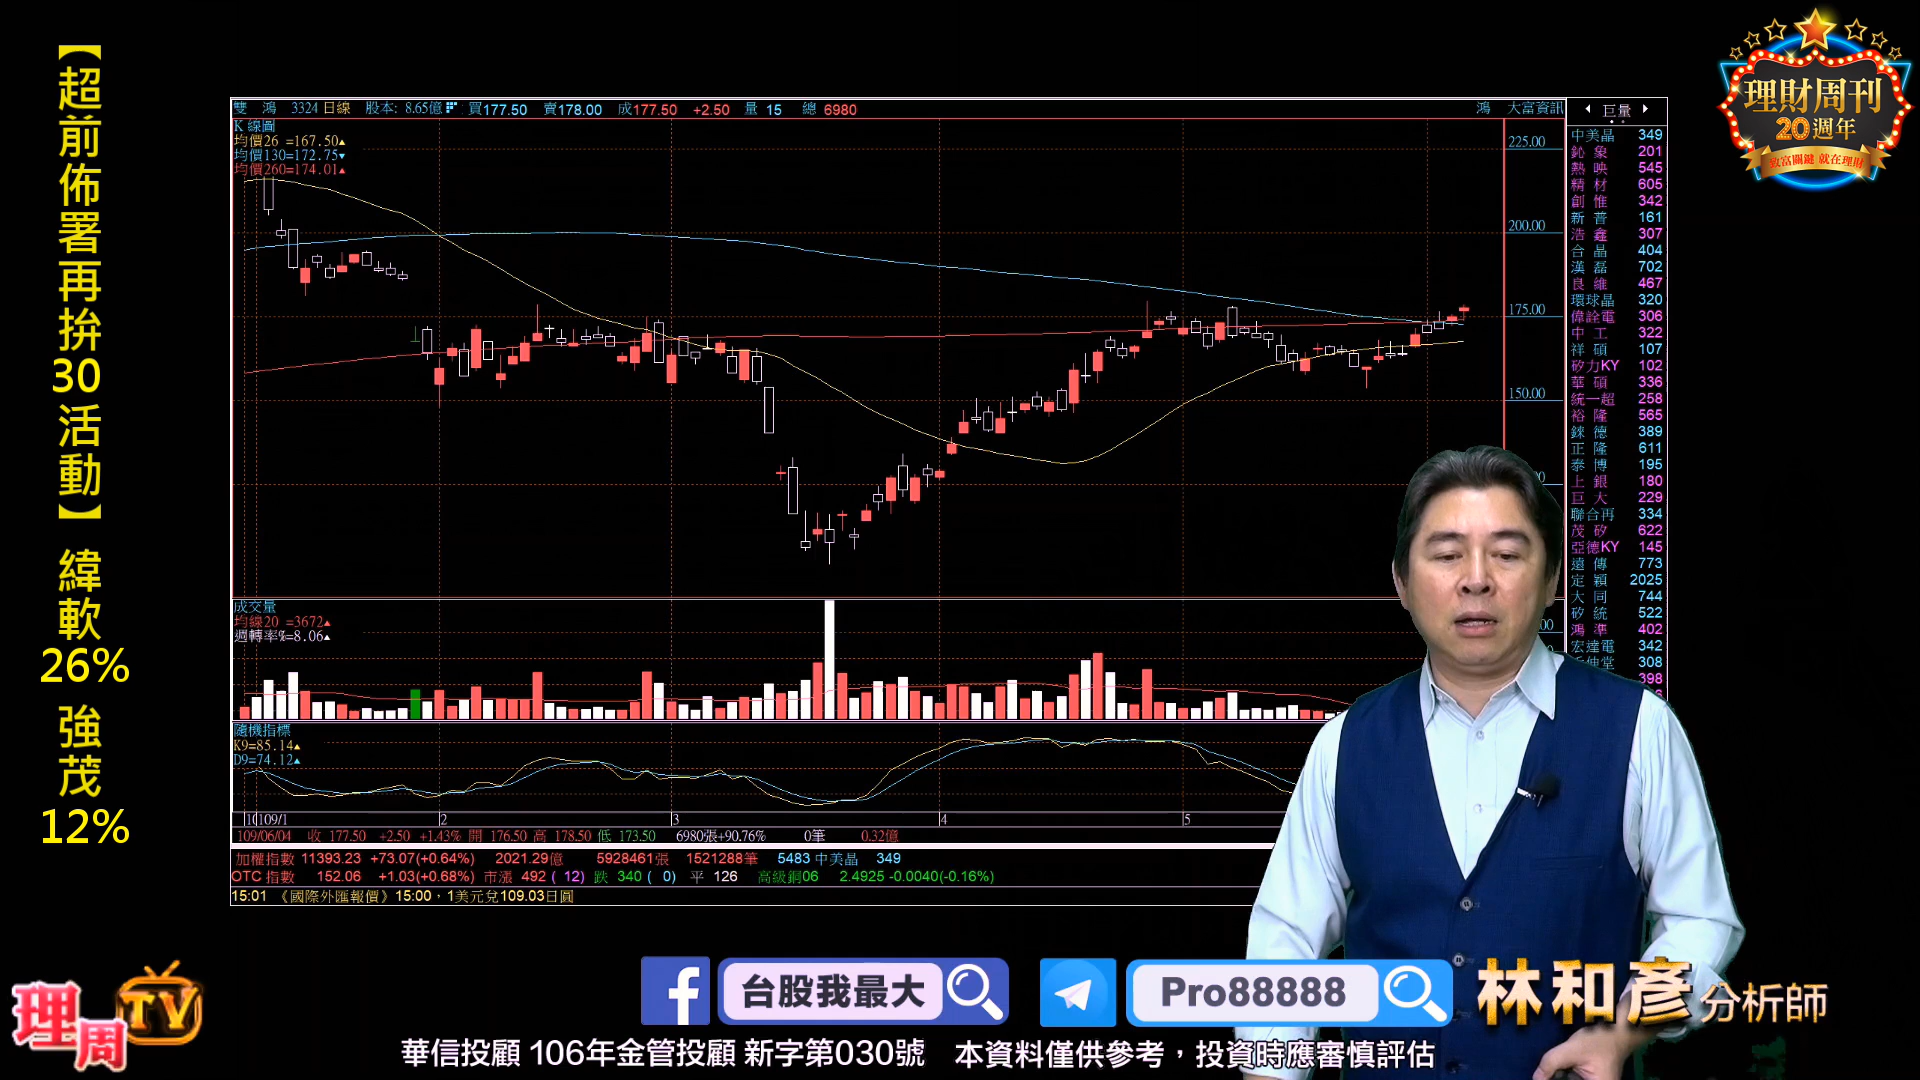 【超前佈署再拚30活動】 緯軟26% 強茂12%
理財周刊
20週年
致富關鍵 就在理財
雙 鴻 3324 日線 股本: 8.65億 買177.50 賣178.00 成177.50 +2.50 量 15 總 6980 鴻 大富資訊
K 線圖
均價26 =167.50▲
均價130=172.75▼
均價260=174.01▲
225.00
200.00
175.00
150.00
成交量
均線20 =3672▲
週轉率%=8.06▲
隨機指標
K9=85.14▲
D9=74.12▲
109/1 2 3 4 5
109/06/04 收 177.50 +2.50 +1.43% 開 176.50 高 178.50 低 173.50 6980張+90.76% 0筆 0.32億
加權指數 11393.23 +73.07(+0.64%) 2021.29億 5928461張 1521288筆 5483 中美晶 349
OTC 指數 152.06 +1.03(+0.68%) 市漲 492 ( 12) 跌 340 ( 0) 平 126 高級銅06 2.4925 -0.0040(-0.16%)
15:01 《國際外匯報價》15:00，1美元兌109.03日圓
巨量
中美晶 349
鈊 象 201
熱 映 545
精 材 605
創 惟 342
新 普 161
浩 鑫 307
合 晶 404
漢 磊 702
良 維 467
環球晶 320
偉詮電 306
中 工 322
祥 碩 107
矽力KY 102
華 碩 336
統一超 258
裕 隆 565
錸 德 389
正 隆 611
泰 博 195
上 銀 180
巨 大 229
聯合再 334
茂 矽 622
亞德KY 145
遠 傳 773
定 穎 2025
大 同 744
矽 統 522
鴻 準 402
宏達電 342
308
398
理周TV
f 台股我最大
Pro88888
林和彥 分析師
華信投顧 106年金管投顧 新字第030號 本資料僅供參考，投資時應審慎評估